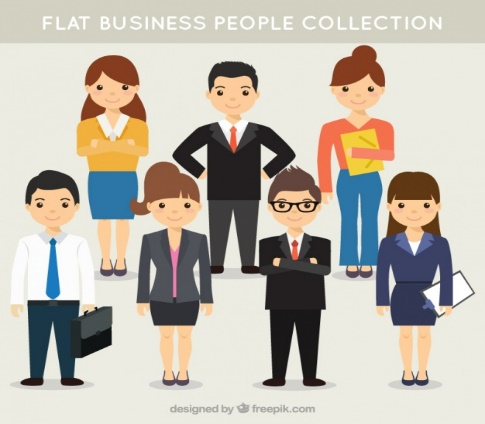 FLAT BUSINESS PEOPLE COLLECTION
designed by freepik.com